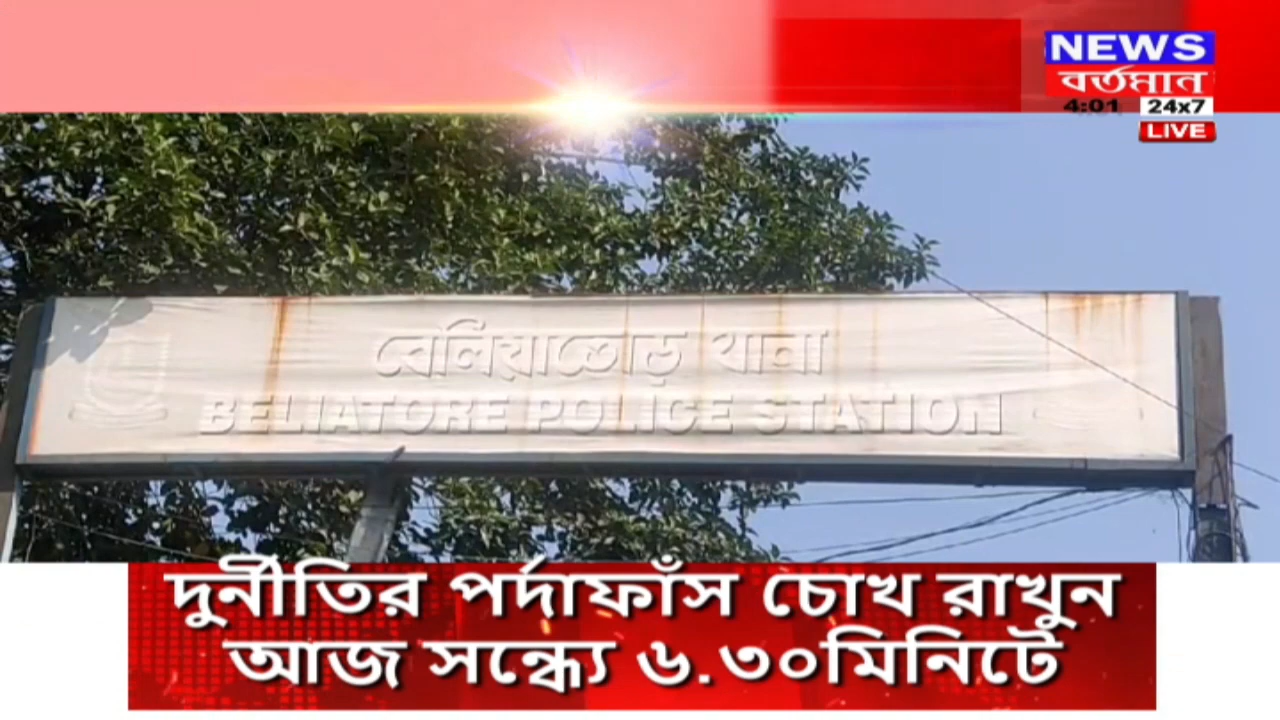 NEWS
বর্তমান
4:01 24x7
LIVE
বেলিয়াতোড় থানা
BELIATORE POLICE STATION
দুর্নীতির পর্দাফাঁস চোখ রাখুন
আজ সন্ধ্যে ৬.৩০মিনিটে